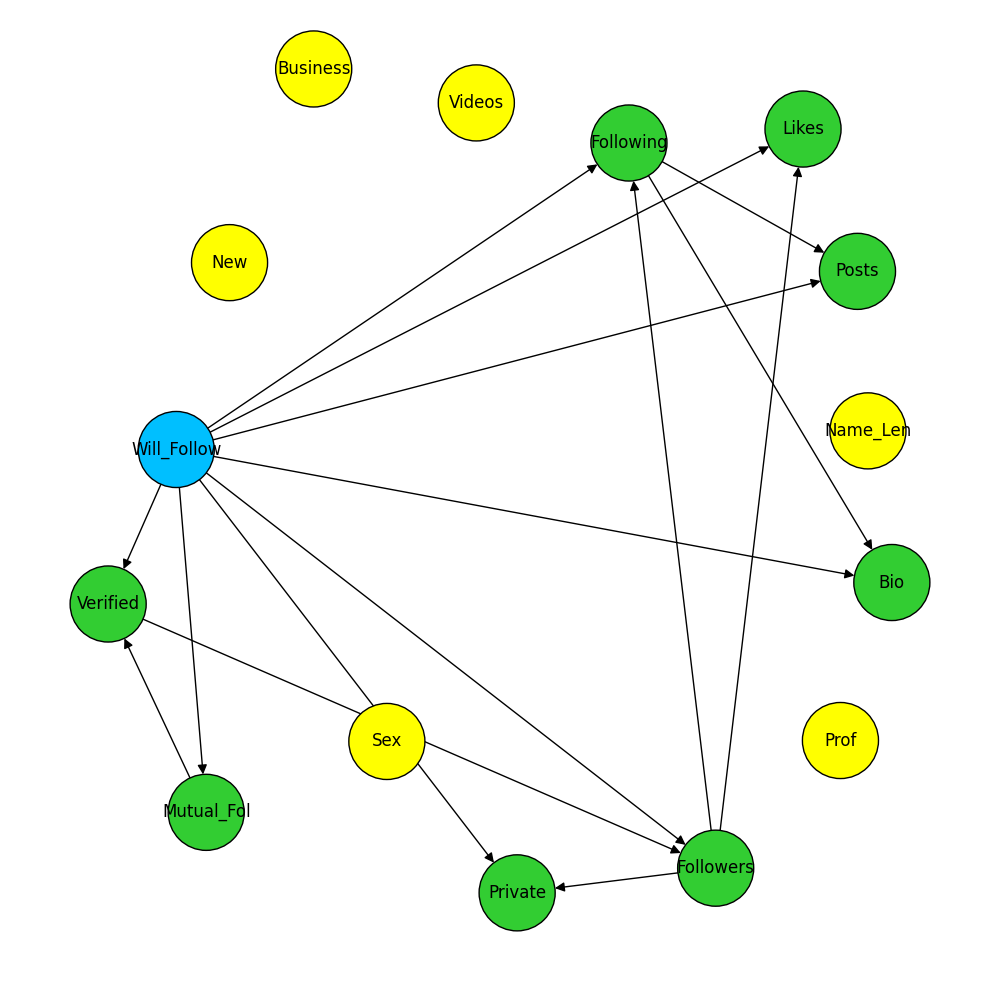 Business
Videos
Likes
Following
New
Posts
Name_Len
Will_Follow
Bio
Verified
Sex
Prof
Mutual_Fol
Followers
Private